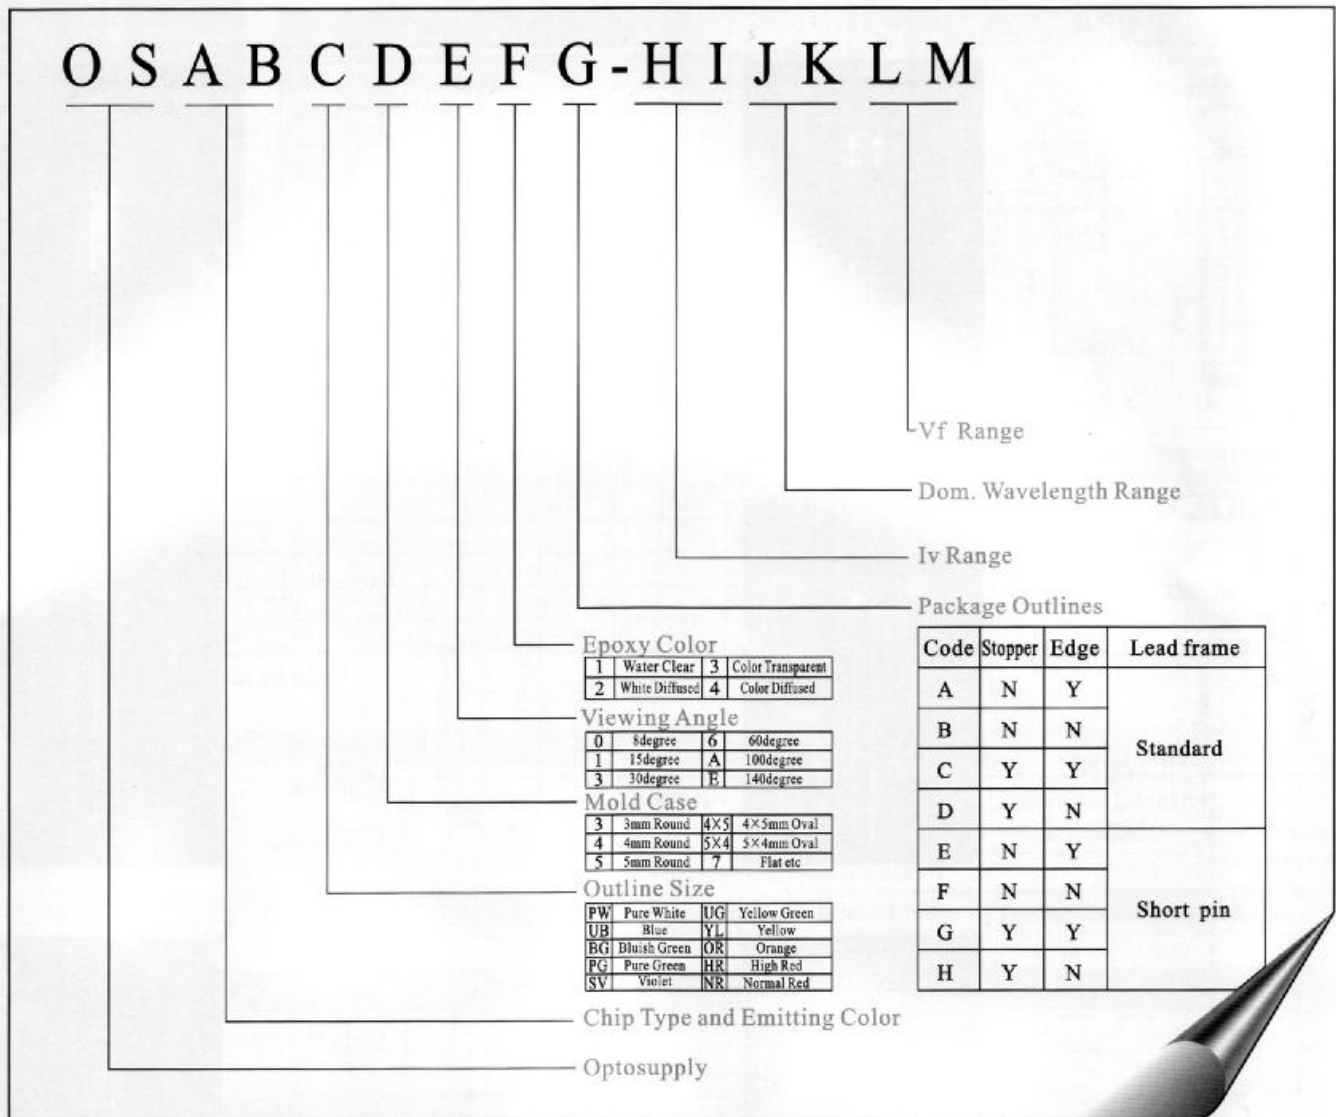 O S A B C D E F G - H I J K L M
Vf Range
Dom. Wavelength Range
Iv Range
Package Outlines
Code Stopper Edge Lead frame
A N Y
B N N
C Y Y
D Y N
Standard
E N Y
F N N
G Y Y
H Y N
Short pin
Epoxy Color
1 Water Clear 3 Color Transparent
2 White Diffused 4 Color Diffused
Viewing Angle
0 8degree 6 60degree
1 15degree A 100degree
3 30degree E 140degree
Mold Case
3 3mm Round 4X5 4×5mm Oval
4 4mm Round 5X4 5×4mm Oval
5 5mm Round 7 Flat etc
Outline Size
PW Pure White UG Yellow Green
UB Blue YL Yellow
BG Bluish Green OR Orange
PG Pure Green HR High Red
SV Violet NR Normal Red
Chip Type and Emitting Color
Optosupply